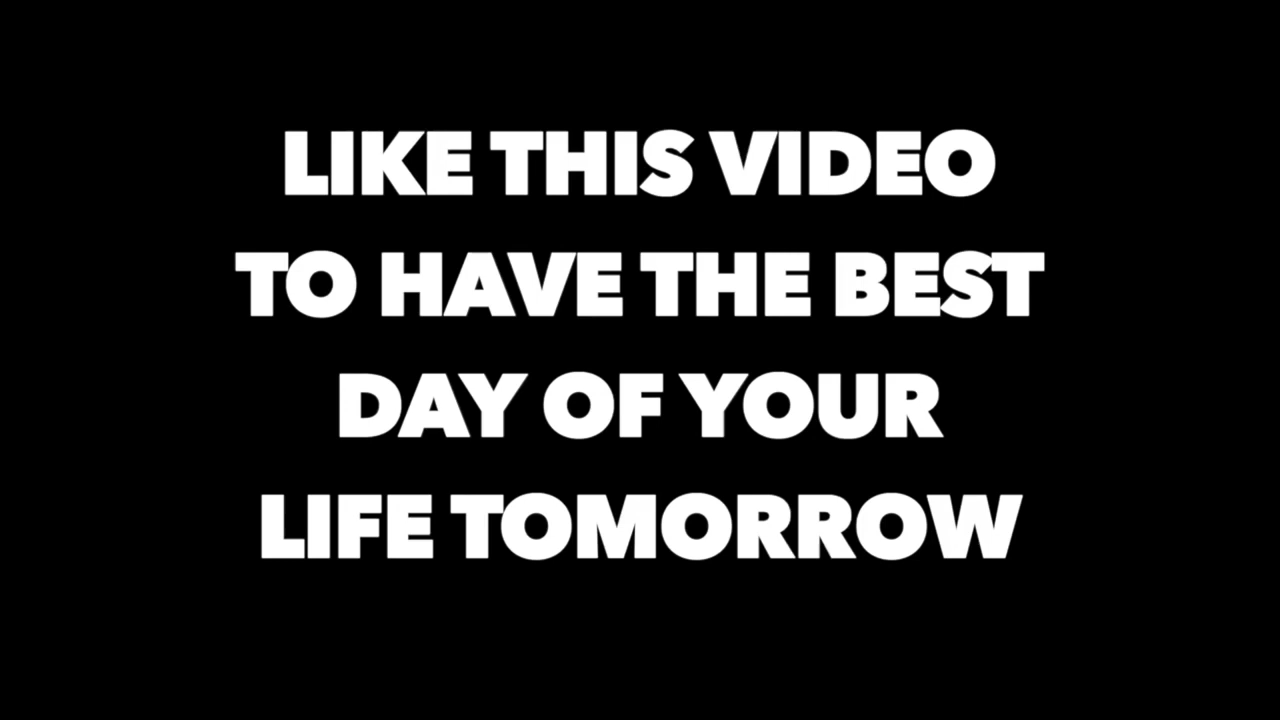 LIKE THIS VIDEO
TO HAVE THE BEST
DAY OF YOUR
LIFE TOMORROW